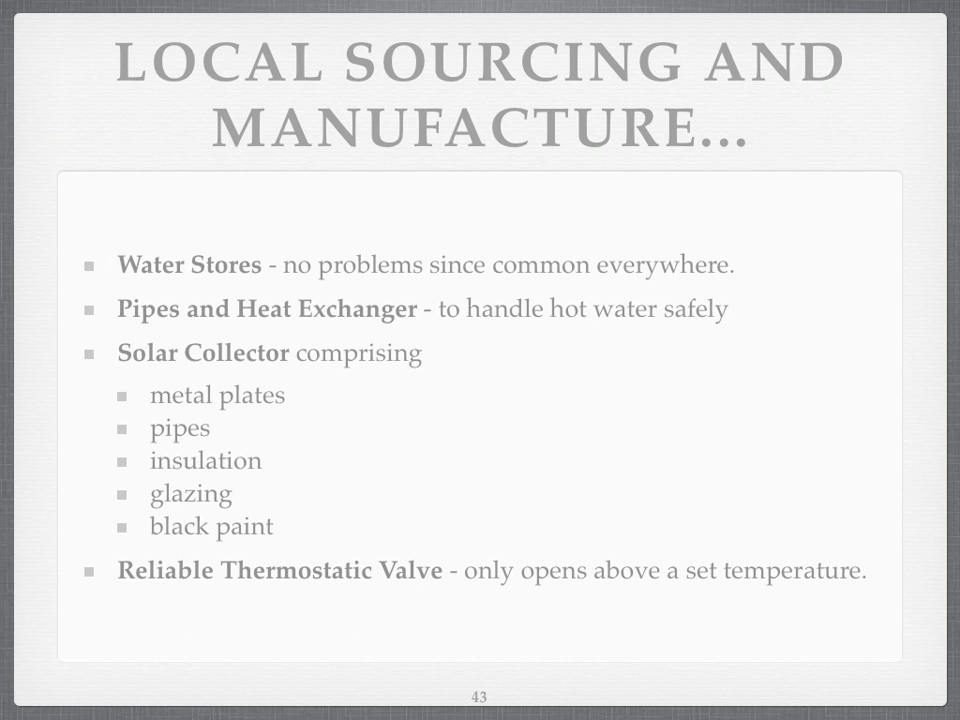 LOCAL SOURCING AND
MANUFACTURE...
Water Stores - no problems since common everywhere.
Pipes and Heat Exchanger - to handle hot water safely
Solar Collector comprising
metal plates
pipes
insulation
glazing
black paint
Reliable Thermostatic Valve - only opens above a set temperature.
43